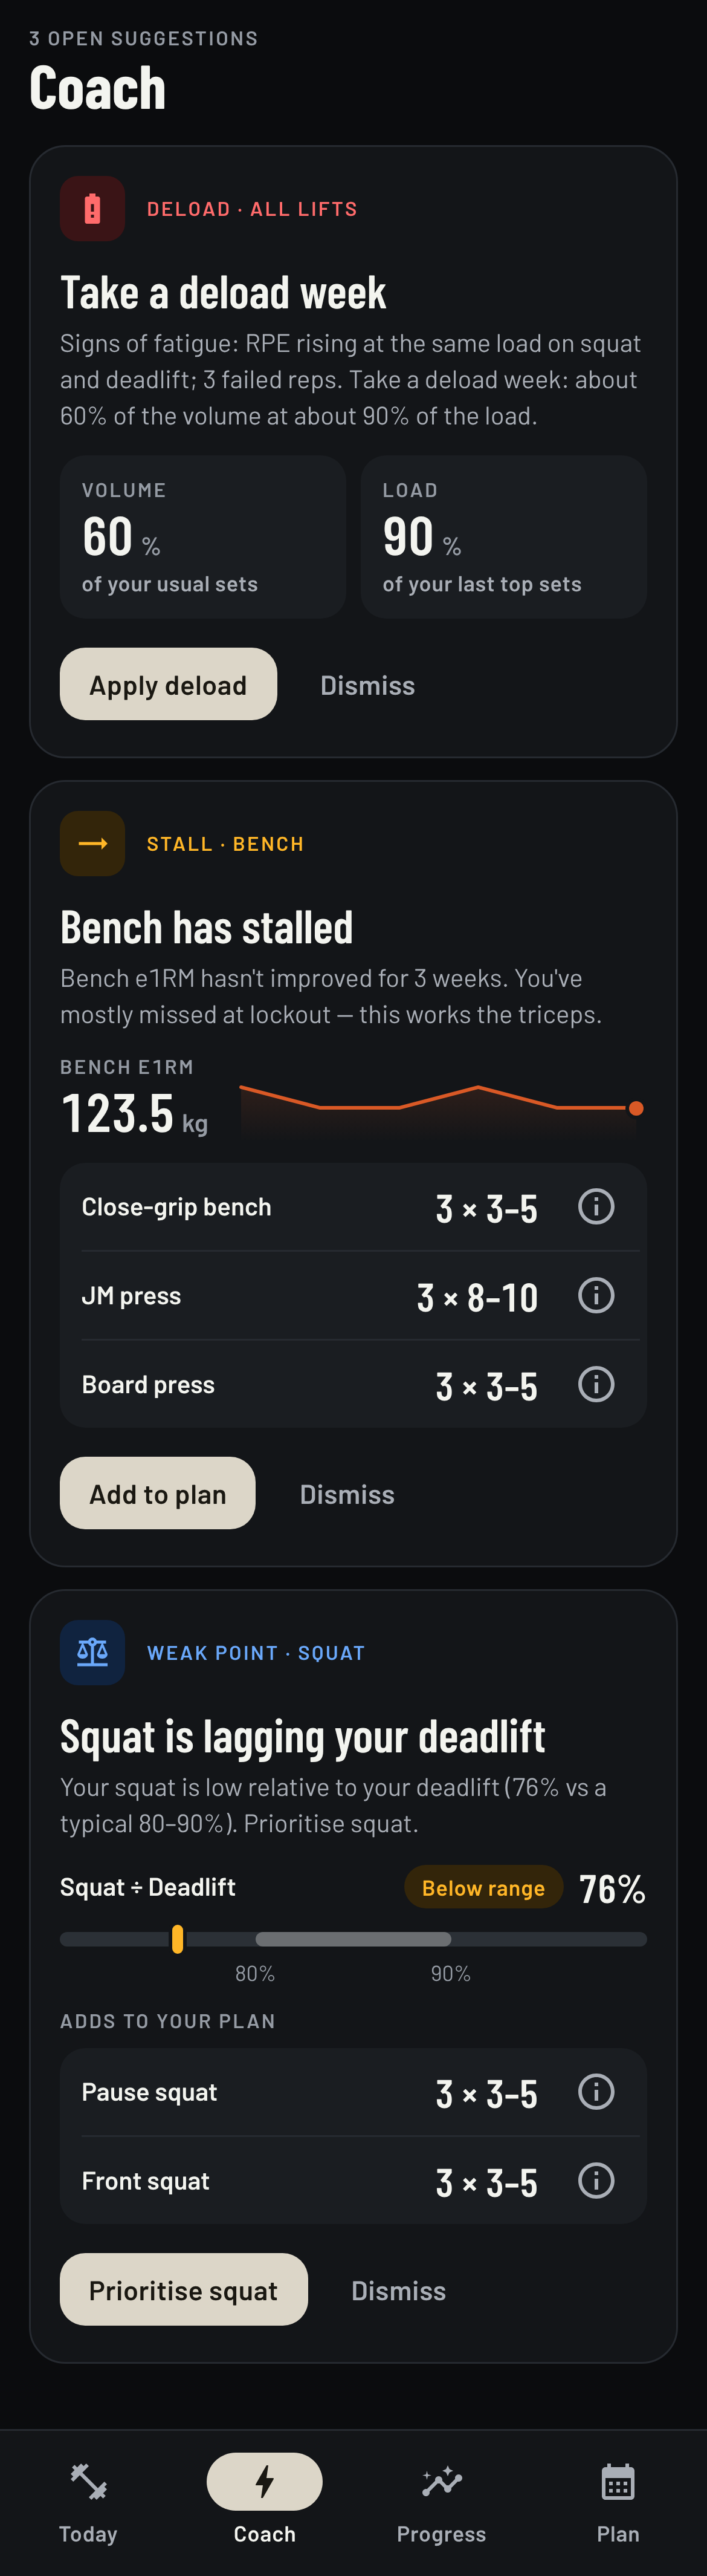 3 OPEN SUGGESTIONS
Coach
DELOAD · ALL LIFTS
Take a deload week
Signs of fatigue: RPE rising at the same load on squat
and deadlift; 3 failed reps. Take a deload week: about
60% of the volume at about 90% of the load.
VOLUME
60 %
of your usual sets
LOAD
90 %
of your last top sets
Apply deload
Dismiss
STALL · BENCH
Bench has stalled
Bench e1RM hasn't improved for 3 weeks. You've
mostly missed at lockout — this works the triceps.
BENCH E1RM
123.5 kg
Close-grip bench 3 × 3–5
JM press 3 × 8–10
Board press 3 × 3–5
Add to plan
Dismiss
WEAK POINT · SQUAT
Squat is lagging your deadlift
Your squat is low relative to your deadlift (76% vs a
typical 80–90%). Prioritise squat.
Squat ÷ Deadlift Below range 76%
80% 90%
ADDS TO YOUR PLAN
Pause squat 3 × 3–5
Front squat 3 × 3–5
Prioritise squat
Dismiss
Today Coach Progress Plan